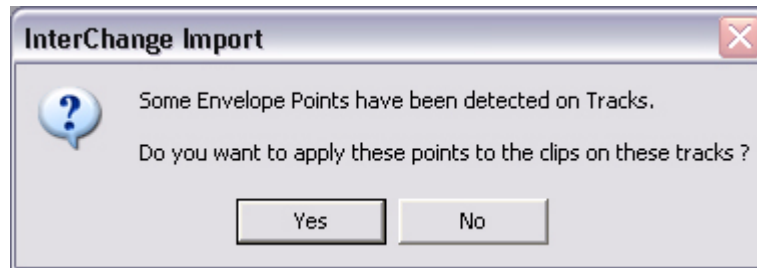 InterChange Import
Some Envelope Points have been detected on Tracks.
Do you want to apply these points to the clips on these tracks ?
Yes No